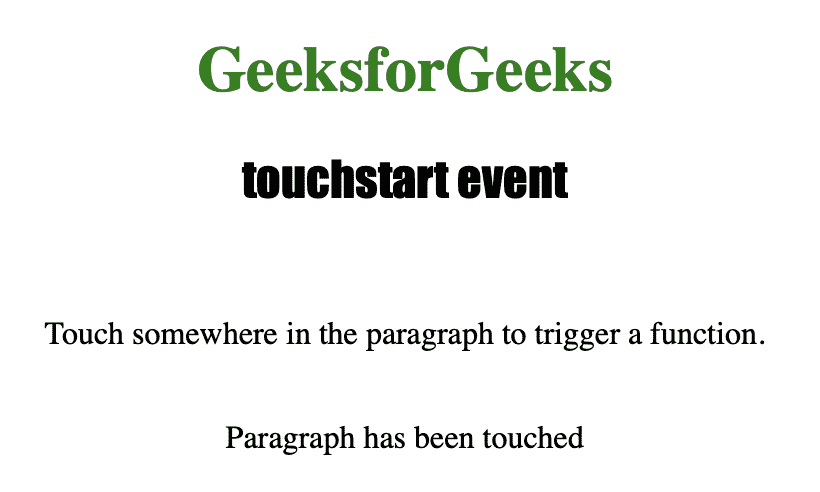 GeeksforGeeks
touchstart event
Touch somewhere in the paragraph to trigger a function.
Paragraph has been touched